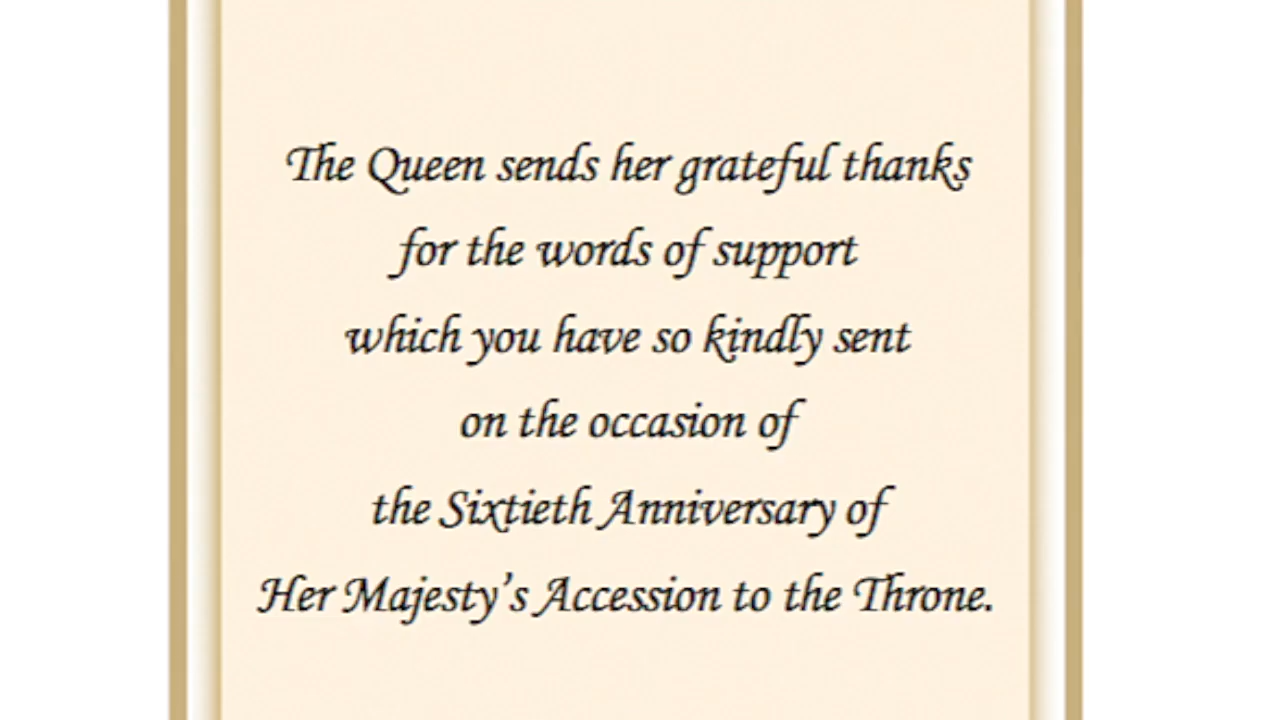 The Queen sends her grateful thanks
for the words of support
which you have so kindly sent
on the occasion of
the Sixtieth Anniversary of
Her Majesty’s Accession to the Throne.